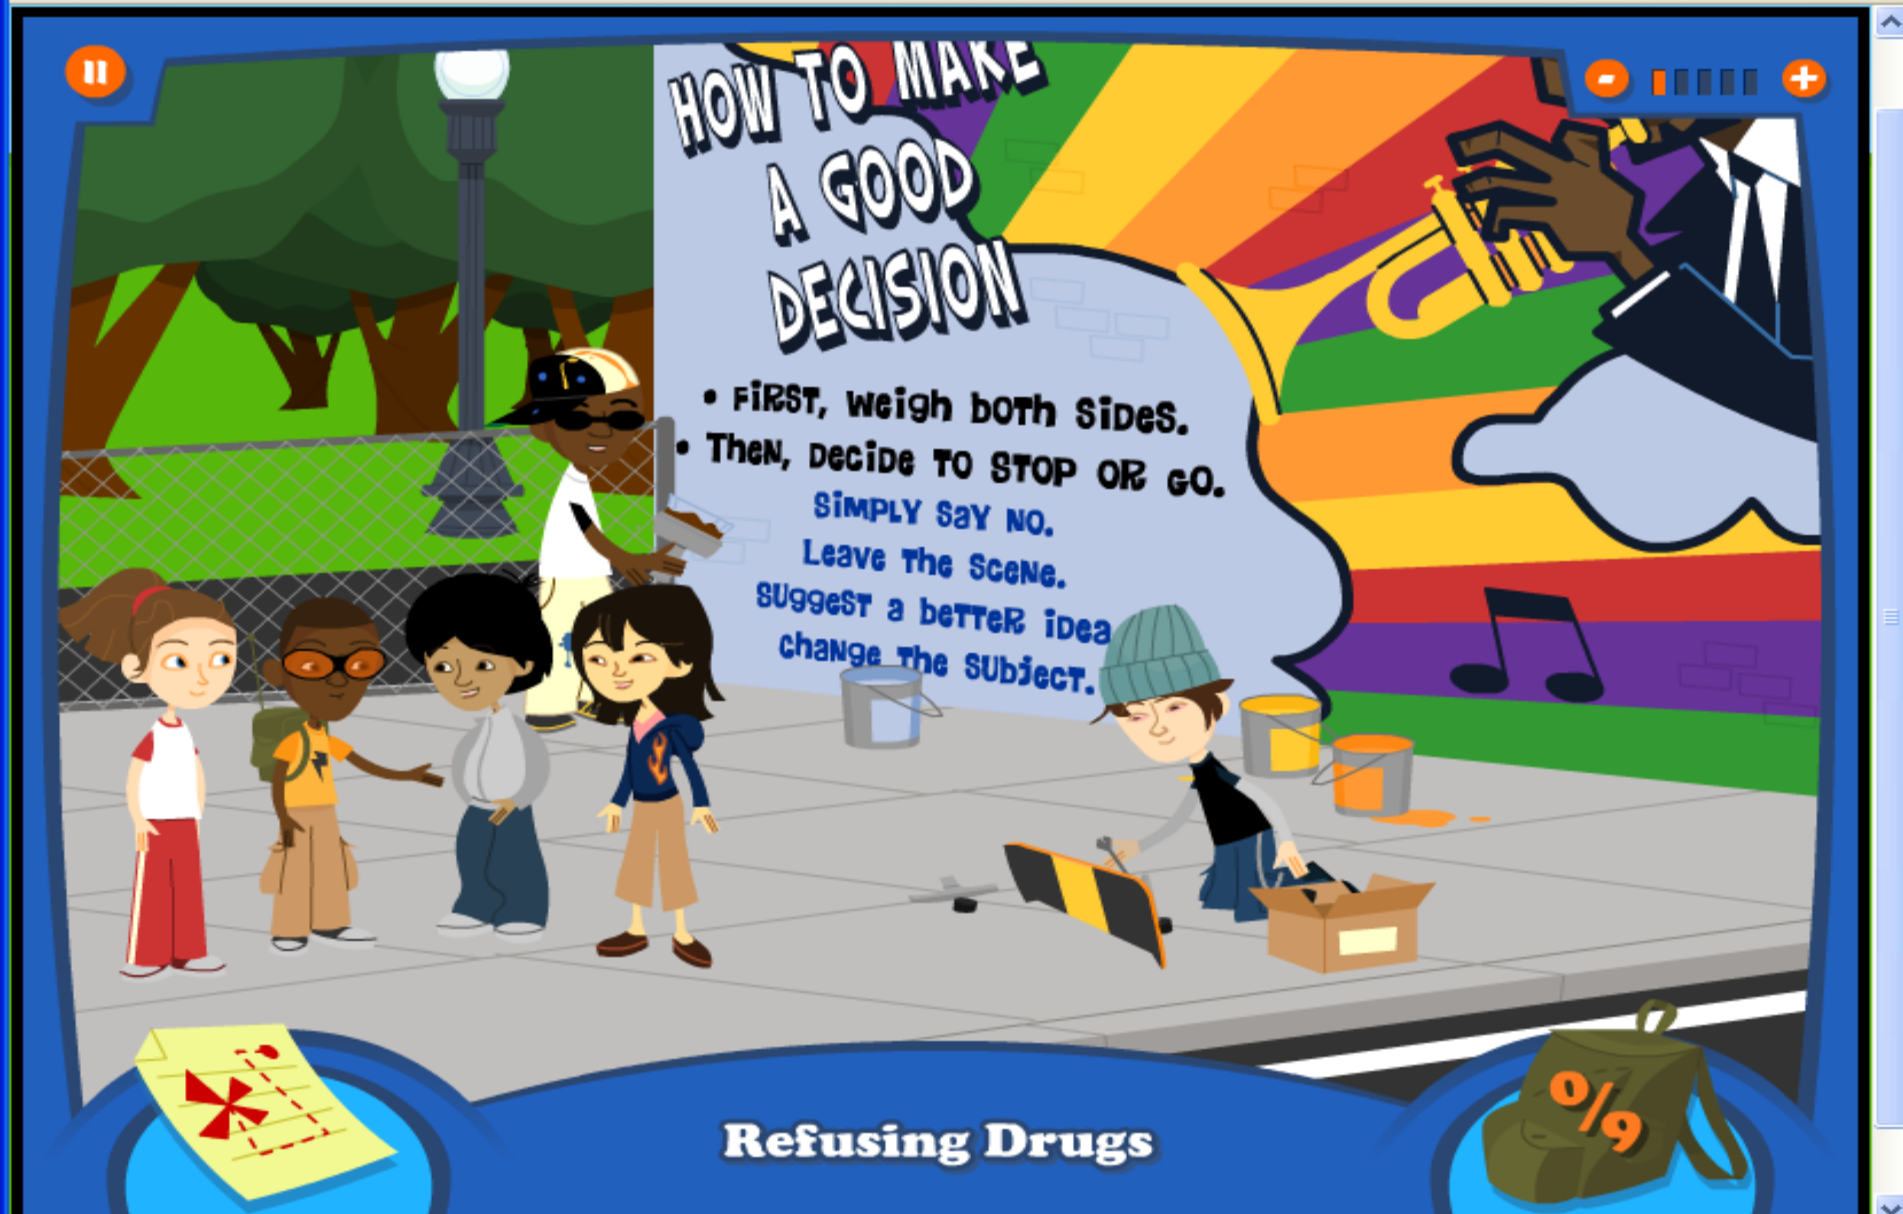 HOW TO MAKE
A GOOD
DECISION
• FiRST, weigh boTh SiDeS.
• TheN, DeciDe TO STOP OR GO.
SiMPLY SaY NO.
Leave The SceNe.
SUggeST a beTTeR iDea
chaNge The SUbjecT.
Refusing Drugs
0/9